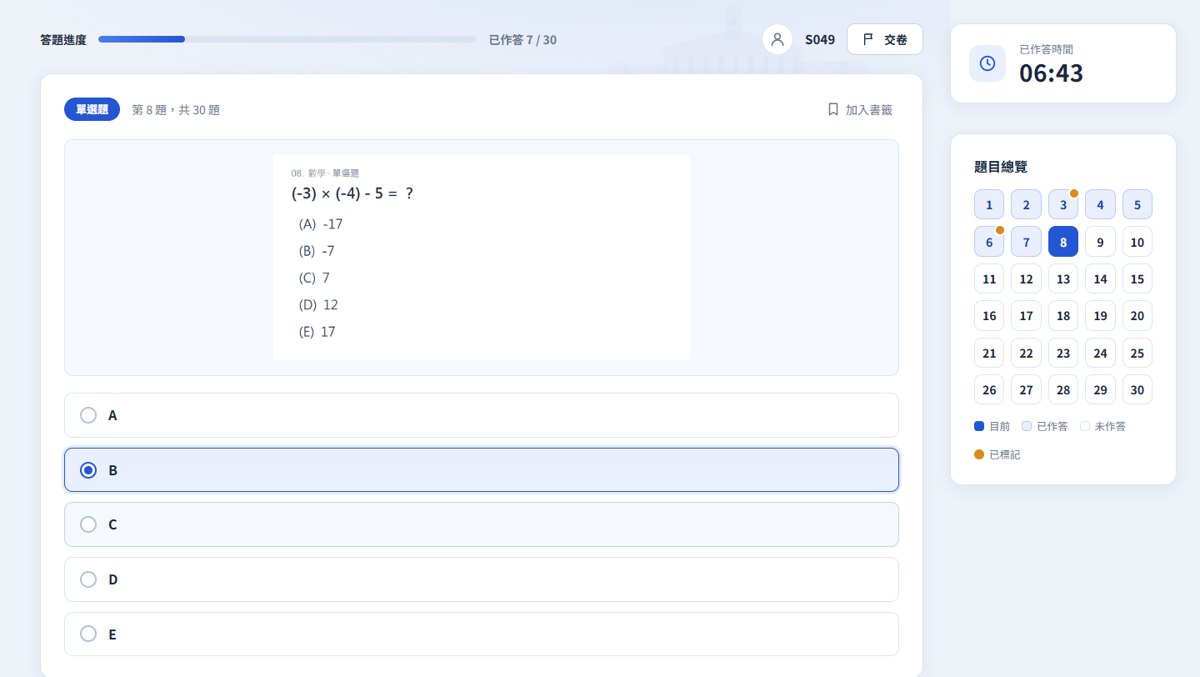 答題進度
已作答 7 / 30
S049
交卷
已作答時間
06:43
單選題
第 8 題，共 30 題
加入書籤
08. 數學 · 單選題
(-3) × (-4) - 5 = ?
(A) -17
(B) -7
(C) 7
(D) 12
(E) 17
A
B
C
D
E
題目總覽
1 2 3 4 5
6 7 8 9 10
11 12 13 14 15
16 17 18 19 20
21 22 23 24 25
26 27 28 29 30
目前 已作答 未作答
已標記